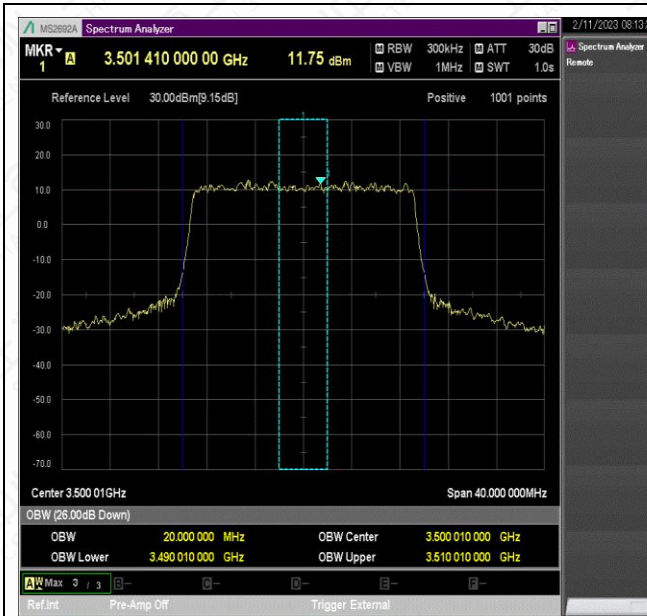 MS2692A Spectrum Analyzer
2/11/2023 08:13:
MKR 1 A 3.501 410 000 00 GHz 11.75 dBm
RBW 300kHz ATT 30dB
VBW 1MHz SWT 1.0s
Spectrum Analyzer
Remote
Reference Level 30.00dBm[9.15dB] Positive 1001 points
30.0
20.0
10.0
0.0
-10.0
-20.0
-30.0
-40.0
-50.0
-60.0
-70.0
Center 3.500 01GHz Span 40.000 000MHz
OBW (26.00dB Down)
OBW 20.000 000 MHz OBW Center 3.500 010 000 GHz
OBW Lower 3.490 010 000 GHz OBW Upper 3.510 010 000 GHz
A W Max 3 / 3 B- C- D- E- F-
Ref.Int Pre-Amp Off Trigger External